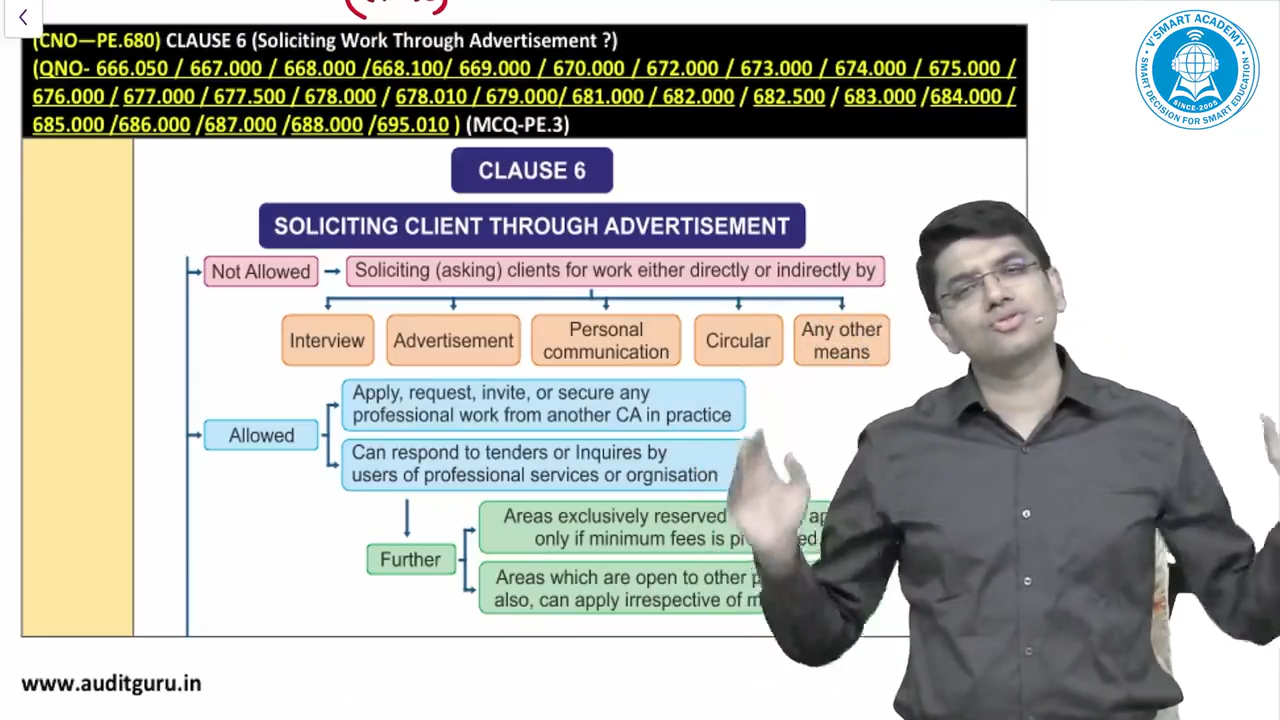 (CNO—PE.680) CLAUSE 6 (Soliciting Work Through Advertisement ?)
(QNO- 666.050 / 667.000 / 668.000 /668.100/ 669.000 / 670.000 / 672.000 / 673.000 / 674.000 / 675.000 /
676.000 / 677.000 / 677.500 / 678.000 / 678.010 / 679.000/ 681.000 / 682.000 / 682.500 / 683.000 /684.000 /
685.000 /686.000 /687.000 /688.000 /695.010 ) (MCQ-PE.3)
V'SMART ACADEMY
SINCE-2005
SMART DECISION FOR SMART EDUCATION
CLAUSE 6
SOLICITING CLIENT THROUGH ADVERTISEMENT
Not Allowed
Soliciting (asking) clients for work either directly or indirectly by
Interview
Advertisement
Personal
communication
Circular
Any other
means
Allowed
Apply, request, invite, or secure any
professional work from another CA in practice
Can respond to tenders or Inquires by
users of professional services or orgnisation
Further
Areas exclusively reserved
only if minimum fees is
Areas which are open to other
also, can apply irrespective of
www.auditguru.in